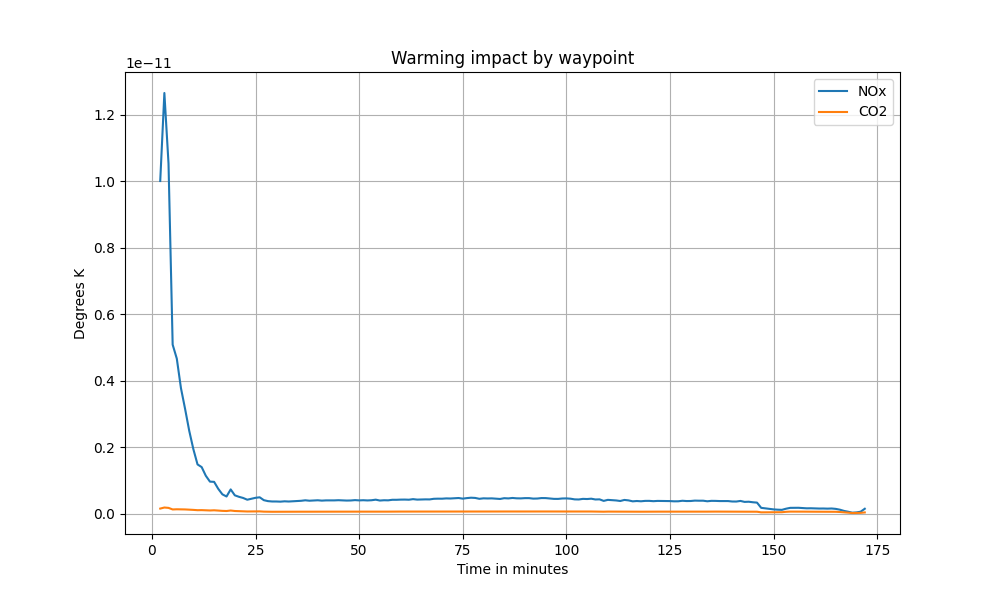 Warming impact by waypoint
1e−11
NOx
CO2
1.2
1.0
0.8
0.6
0.4
0.2
0.0
Degrees K
0 25 50 75 100 125 150 175
Time in minutes